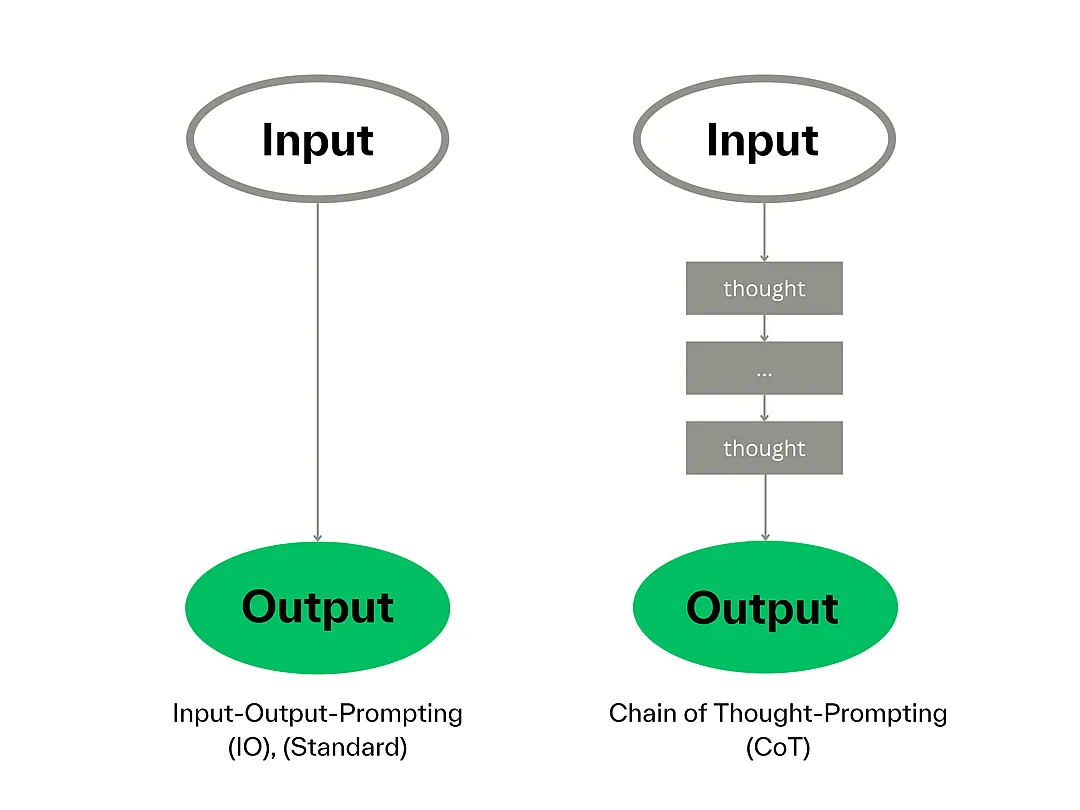 Input
Output
Input-Output-Prompting
(IO), (Standard)
Input
thought
...
thought
Output
Chain of Thought-Prompting
(CoT)